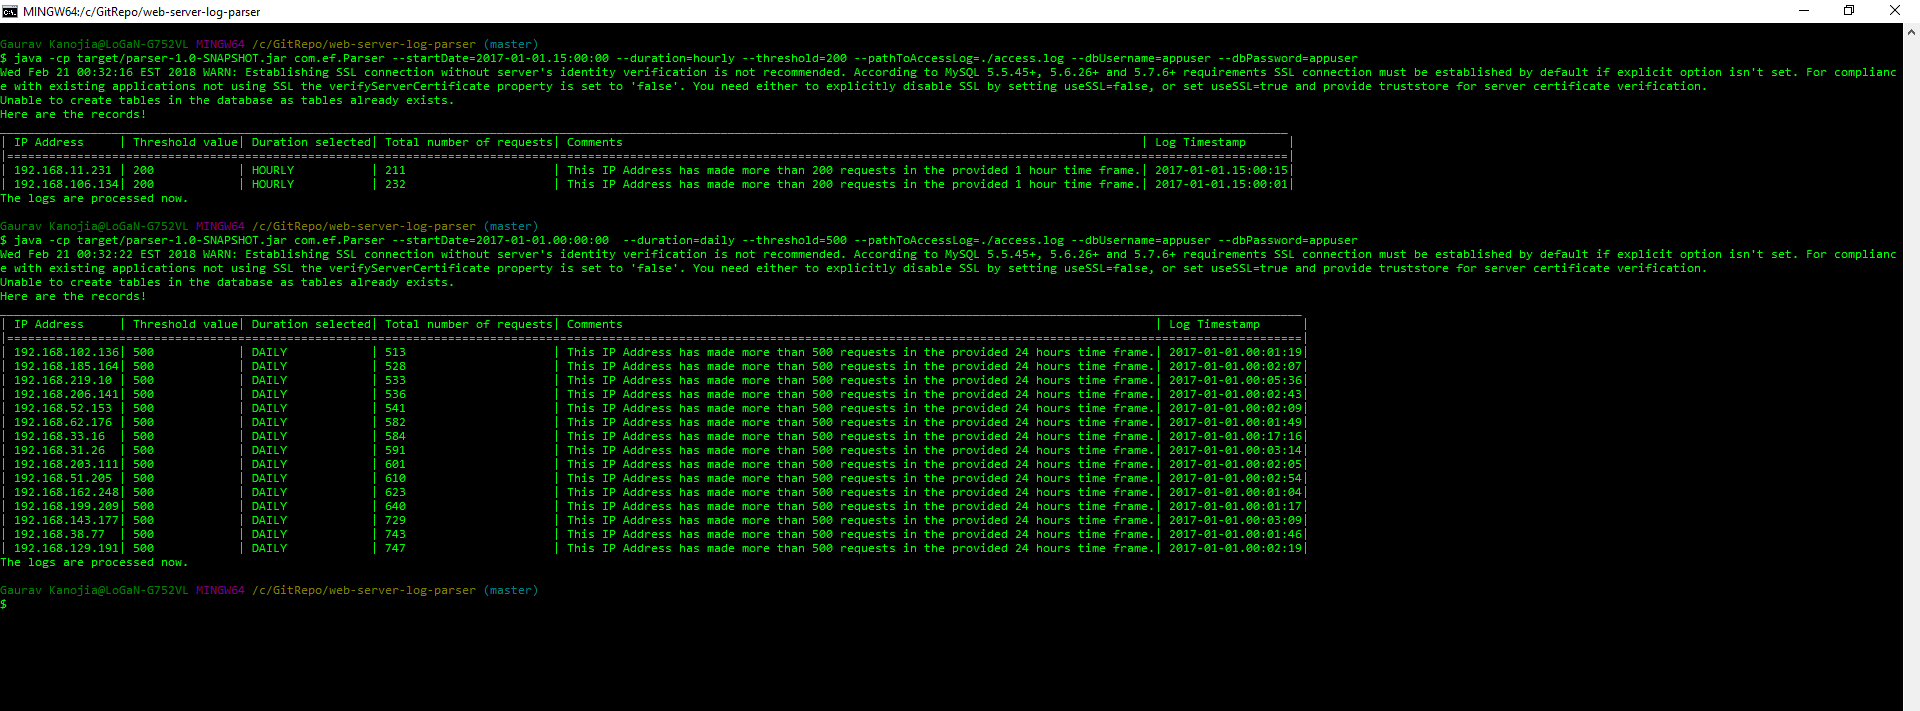 MINGW64:/c/GitRepo/web-server-log-parser
Gaurav Kanojia@LoGaN-G752VL MINGW64 /c/GitRepo/web-server-log-parser (master)
$ java -cp target/parser-1.0-SNAPSHOT.jar com.ef.Parser --startDate=2017-01-01.15:00:00 --duration=hourly --threshold=200 --pathToAccessLog=./access.log --dbUsername=appuser --dbPassword=appuser
Wed Feb 21 00:32:16 EST 2018 WARN: Establishing SSL connection without server's identity verification is not recommended. According to MySQL 5.5.45+, 5.6.26+ and 5.7.6+ requirements SSL connection must be established by default if explicit option isn't set. For complianc
e with existing applications not using SSL the verifyServerCertificate property is set to 'false'. You need either to explicitly disable SSL by setting useSSL=false, or set useSSL=true and provide truststore for server certificate verification.
Unable to create tables in the database as tables already exists.
Here are the records!
| IP Address | Threshold value| Duration selected| Total number of requests| Comments | Log Timestamp |
| 192.168.11.231 | 200 | HOURLY | 211 | This IP Address has made more than 200 requests in the provided 1 hour time frame.| 2017-01-01.15:00:15|
| 192.168.106.134| 200 | HOURLY | 232 | This IP Address has made more than 200 requests in the provided 1 hour time frame.| 2017-01-01.15:00:01|
The logs are processed now.
Gaurav Kanojia@LoGaN-G752VL MINGW64 /c/GitRepo/web-server-log-parser (master)
$ java -cp target/parser-1.0-SNAPSHOT.jar com.ef.Parser --startDate=2017-01-01.00:00:00  --duration=daily --threshold=500 --pathToAccessLog=./access.log --dbUsername=appuser --dbPassword=appuser
Wed Feb 21 00:32:22 EST 2018 WARN: Establishing SSL connection without server's identity verification is not recommended. According to MySQL 5.5.45+, 5.6.26+ and 5.7.6+ requirements SSL connection must be established by default if explicit option isn't set. For complianc
e with existing applications not using SSL the verifyServerCertificate property is set to 'false'. You need either to explicitly disable SSL by setting useSSL=false, or set useSSL=true and provide truststore for server certificate verification.
Unable to create tables in the database as tables already exists.
Here are the records!
| IP Address | Threshold value| Duration selected| Total number of requests| Comments | Log Timestamp |
| 192.168.102.136| 500 | DAILY | 513 | This IP Address has made more than 500 requests in the provided 24 hours time frame.| 2017-01-01.00:01:19|
| 192.168.185.164| 500 | DAILY | 528 | This IP Address has made more than 500 requests in the provided 24 hours time frame.| 2017-01-01.00:02:07|
| 192.168.219.10 | 500 | DAILY | 533 | This IP Address has made more than 500 requests in the provided 24 hours time frame.| 2017-01-01.00:05:36|
| 192.168.206.141| 500 | DAILY | 536 | This IP Address has made more than 500 requests in the provided 24 hours time frame.| 2017-01-01.00:02:43|
| 192.168.52.153 | 500 | DAILY | 541 | This IP Address has made more than 500 requests in the provided 24 hours time frame.| 2017-01-01.00:02:09|
| 192.168.62.176 | 500 | DAILY | 582 | This IP Address has made more than 500 requests in the provided 24 hours time frame.| 2017-01-01.00:01:49|
| 192.168.33.16 | 500 | DAILY | 584 | This IP Address has made more than 500 requests in the provided 24 hours time frame.| 2017-01-01.00:17:16|
| 192.168.31.26 | 500 | DAILY | 591 | This IP Address has made more than 500 requests in the provided 24 hours time frame.| 2017-01-01.00:03:14|
| 192.168.203.111| 500 | DAILY | 601 | This IP Address has made more than 500 requests in the provided 24 hours time frame.| 2017-01-01.00:02:05|
| 192.168.51.205 | 500 | DAILY | 610 | This IP Address has made more than 500 requests in the provided 24 hours time frame.| 2017-01-01.00:02:54|
| 192.168.162.248| 500 | DAILY | 623 | This IP Address has made more than 500 requests in the provided 24 hours time frame.| 2017-01-01.00:01:04|
| 192.168.199.209| 500 | DAILY | 640 | This IP Address has made more than 500 requests in the provided 24 hours time frame.| 2017-01-01.00:01:17|
| 192.168.143.177| 500 | DAILY | 729 | This IP Address has made more than 500 requests in the provided 24 hours time frame.| 2017-01-01.00:03:09|
| 192.168.38.77 | 500 | DAILY | 743 | This IP Address has made more than 500 requests in the provided 24 hours time frame.| 2017-01-01.00:01:46|
| 192.168.129.191| 500 | DAILY | 747 | This IP Address has made more than 500 requests in the provided 24 hours time frame.| 2017-01-01.00:02:19|
The logs are processed now.
Gaurav Kanojia@LoGaN-G752VL MINGW64 /c/GitRepo/web-server-log-parser (master)
$